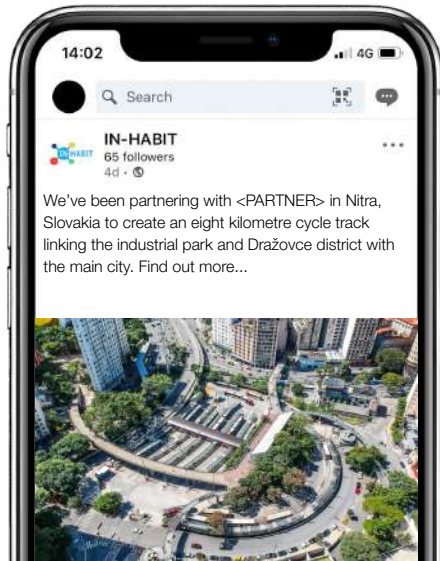 14:02
4G
Search
IN-HABIT
IN-HABIT
65 followers
4d •
We've been partnering with <PARTNER> in Nitra,
Slovakia to create an eight kilometre cycle track
linking the industrial park and Dražovce district with
the main city. Find out more...